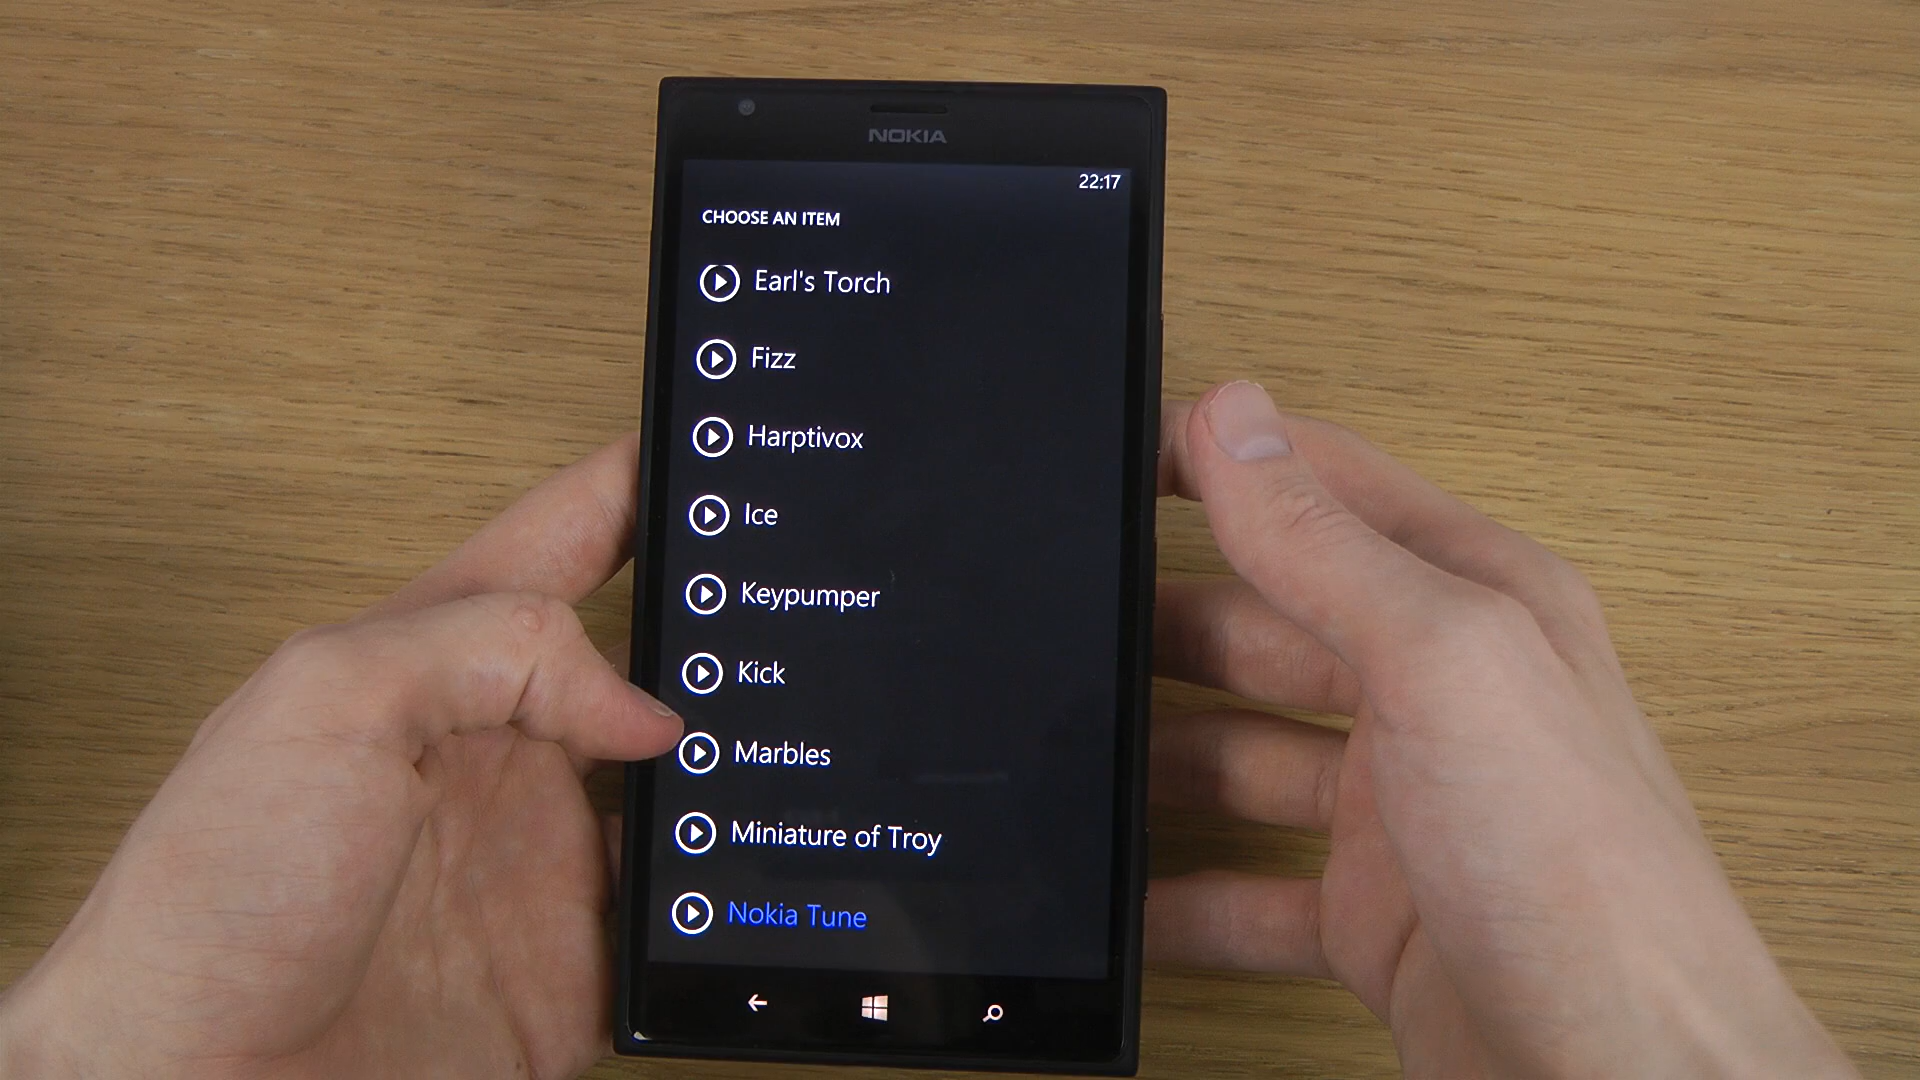 NOKIA
22:17
CHOOSE AN ITEM
Earl's Torch
Fizz
Harptivox
Ice
Keypumper
Kick
Marbles
Miniature of Troy
Nokia Tune